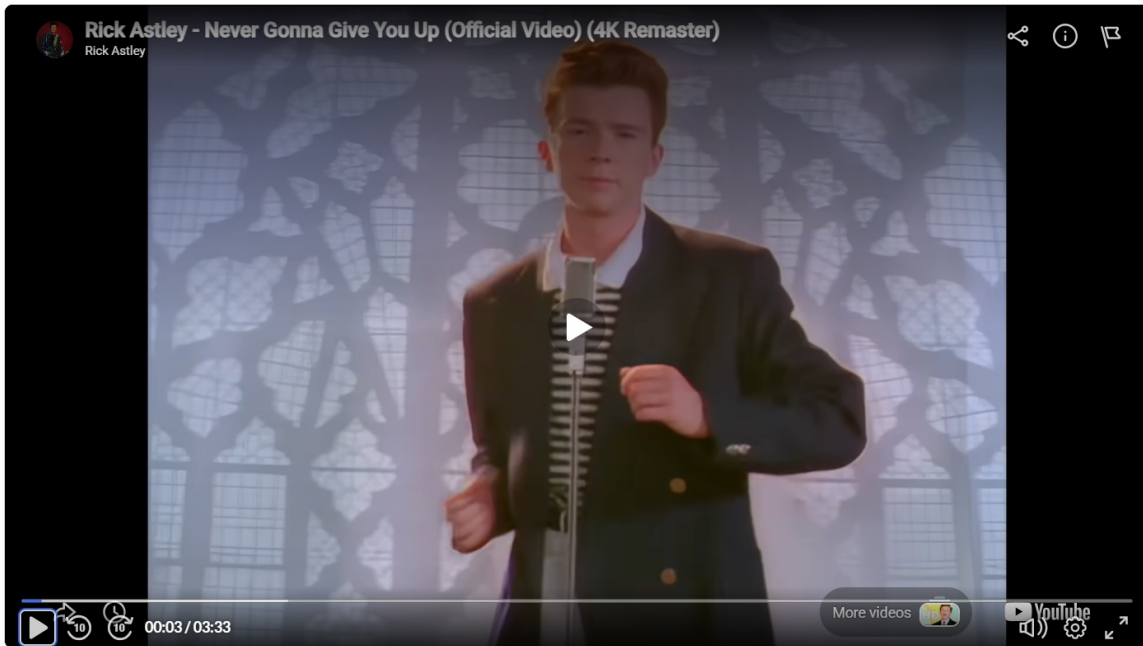 Rick Astley - Never Gonna Give You Up (Official Video) (4K Remaster)
Rick Astley
More videos
YouTube
10 10 00:03 / 03:33